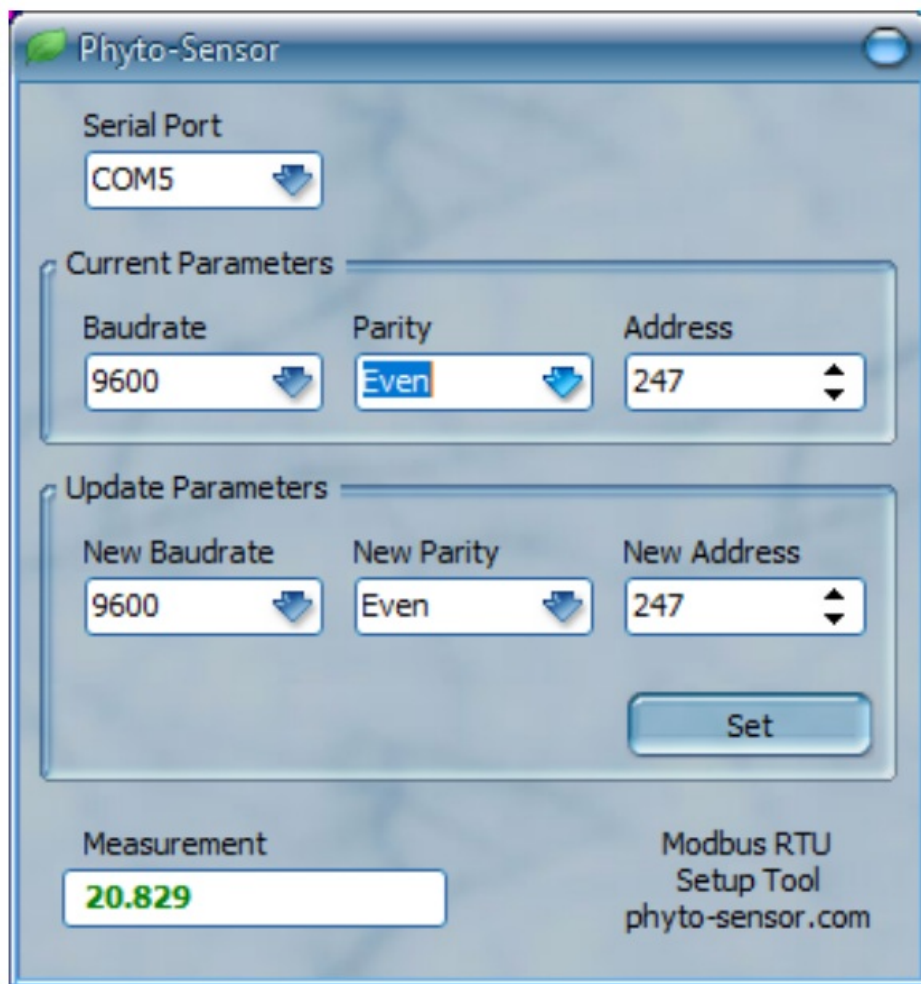 Phyto-Sensor
Serial Port
COM5
Current Parameters
Baudrate Parity Address
9600 Even 247
Update Parameters
New Baudrate New Parity New Address
9600 Even 247
Set
Measurement
20.829
Modbus RTU
Setup Tool
phyto-sensor.com